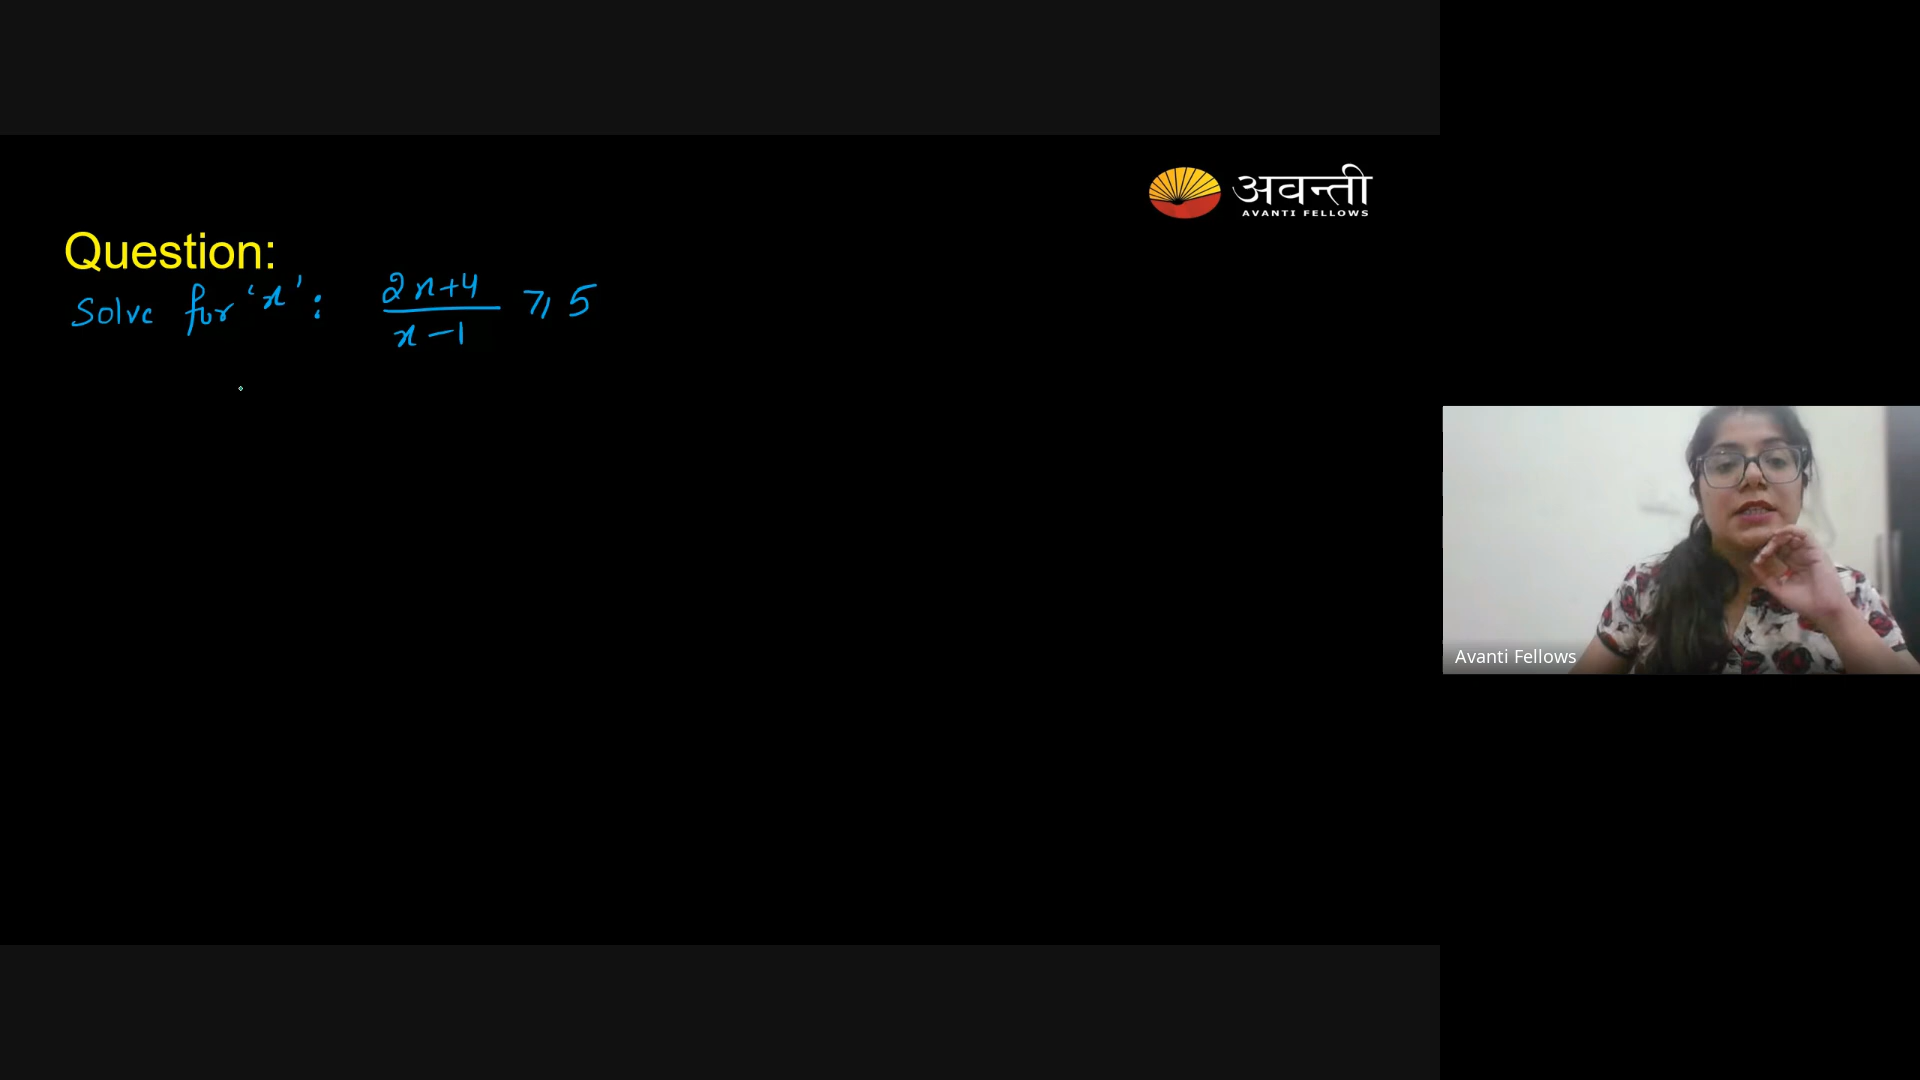 अवन्ती
AVANTI FELLOWS
Question:
Solve for 'x': (2x+4)/(x-1) ≥ 5
Avanti Fellows